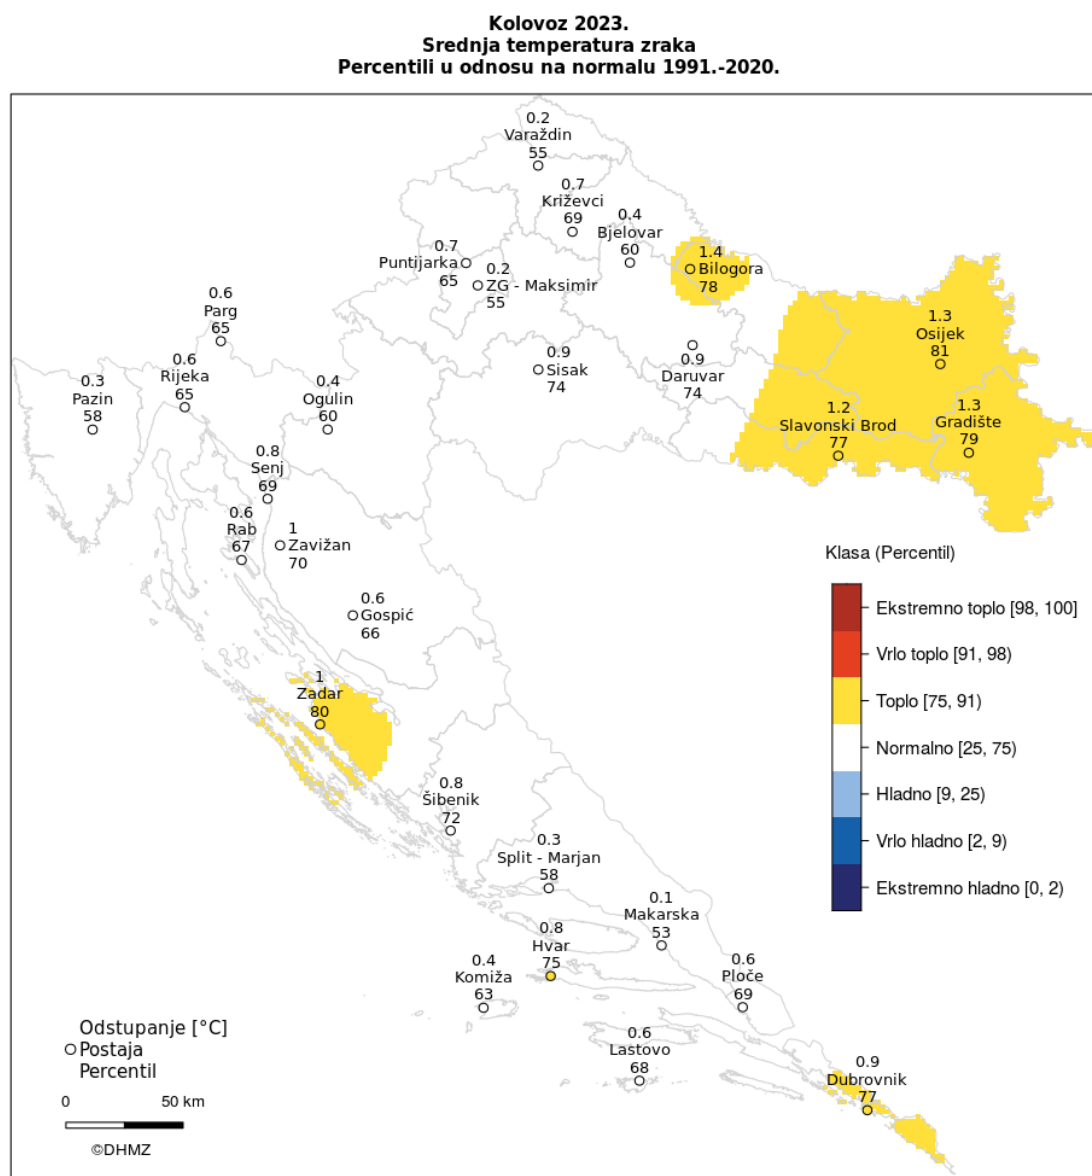 Kolovoz 2023.
Srednja temperatura zraka
Percentili u odnosu na normalu 1991.-2020.
0.2
Varaždin
55
0.7
Križevci
69
0.4
Bjelovar
60
1.4
Bilogora
78
0.7
Puntijarka
65
0.2
ZG - Maksimir
55
0.6
Parg
65
1.3
Osijek
81
0.6
Rijeka
65
0.3
Pazin
58
0.4
Ogulin
60
0.9
Sisak
74
0.9
Daruvar
74
1.2
Slavonski Brod
77
1.3
Gradište
79
0.8
Senj
69
0.6
Rab
67
1
Zavižan
70
0.6
Gospić
66
1
Zadar
80
0.8
Šibenik
72
0.3
Split - Marjan
58
0.1
Makarska
53
0.8
Hvar
75
0.4
Komiža
63
0.6
Ploče
69
0.6
Lastovo
68
0.9
Dubrovnik
77
Klasa (Percentil)
Ekstremno toplo [98, 100]
Vrlo toplo [91, 98)
Toplo [75, 91)
Normalno [25, 75)
Hladno [9, 25)
Vrlo hladno [2, 9)
Ekstremno hladno [0, 2)
Odstupanje [°C]
Postaja
Percentil
0 50 km
©DHMZ